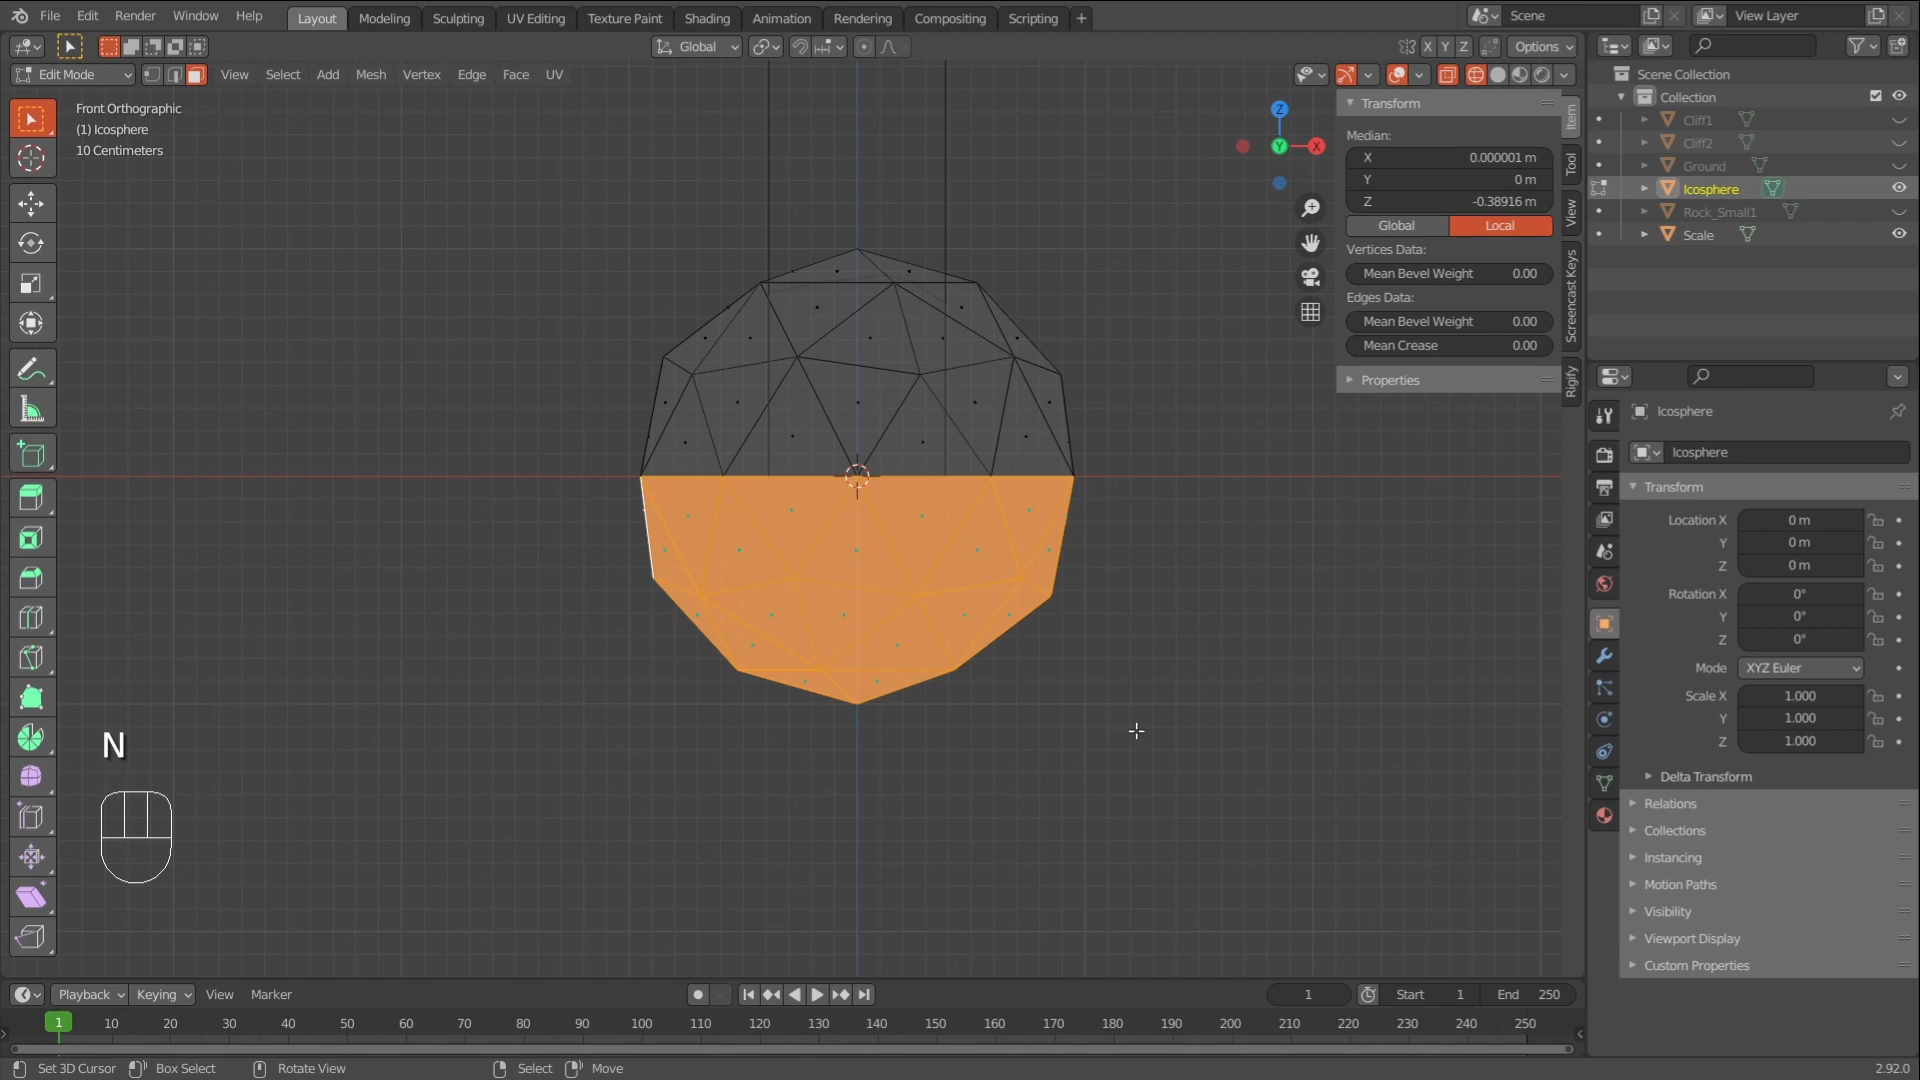 File Edit Render Window Help Layout Modeling Sculpting UV Editing Texture Paint Shading Animation Rendering Compositing Scripting + Scene View Layer
Global X Y Z Options
Edit Mode View Select Add Mesh Vertex Edge Face UV
Front Orthographic
(1) Icosphere
10 Centimeters
Z
Y
X
Transform
Median:
X 0.000001 m
Y 0 m
Z -0.38916 m
Global Local
Vertices Data:
Mean Bevel Weight 0.00
Edges Data:
Mean Bevel Weight 0.00
Mean Crease 0.00
Properties
Item
Tool
View
Screencast Keys
Rigify
Scene Collection
Collection
Cliff1
Cliff2
Ground
Icosphere
Rock_Small1
Scale
Icosphere
Icosphere
Transform
Location X 0 m
Y 0 m
Z 0 m
Rotation X 0°
Y 0°
Z 0°
Mode XYZ Euler
Scale X 1.000
Y 1.000
Z 1.000
Delta Transform
Relations
Collections
Instancing
Motion Paths
Visibility
Viewport Display
Custom Properties
N
Playback Keying View Marker 1 Start 1 End 250
1 10 20 30 40 50 60 70 80 90 100 110 120 130 140 150 160 170 180 190 200 210 220 230 240 250
Set 3D Cursor Box Select Rotate View Select Move 2.92.0